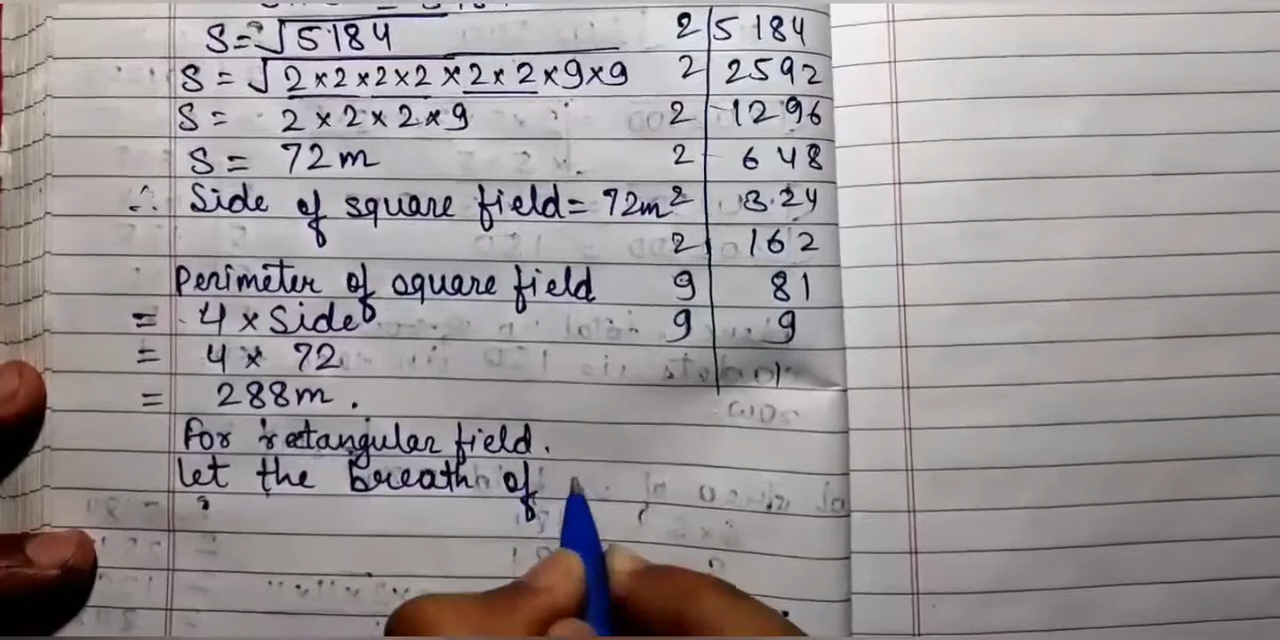 S = √5184 2 | 5184
S = √2×2×2×2×2×2×9×9 2 | 2592
S = 2×2×2×9 2 | 1296
S = 72m 2 | 648
∴ Side of square field = 72m 2 | 324
2 | 162
Perimeter of square field 9 | 81
= 4 × Side 9 | 9
= 4 × 72 1
= 288m.
For retangular field.
let the breath of